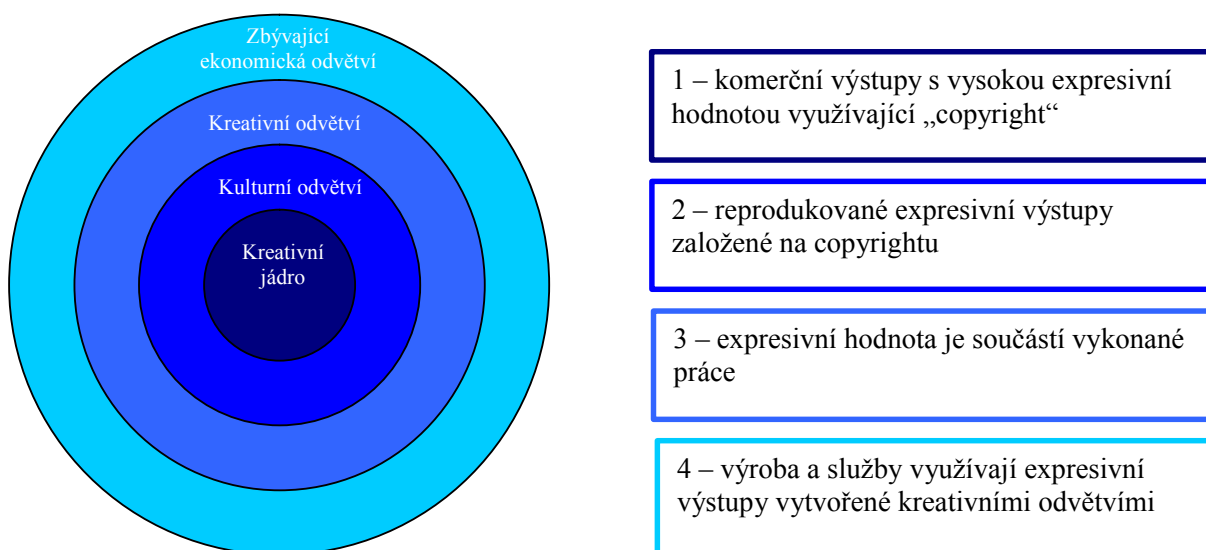 Zbývající
ekonomická odvětví
Kreativní odvětví
Kulturní odvětví
Kreativní
jádro
1 – komerční výstupy s vysokou expresivní
hodnotou využívající „copyright“
2 – reprodukované expresivní výstupy
založené na copyrightu
3 – expresivní hodnota je součástí vykonané
práce
4 – výroba a služby využívají expresivní
výstupy vytvořené kreativními odvětvími